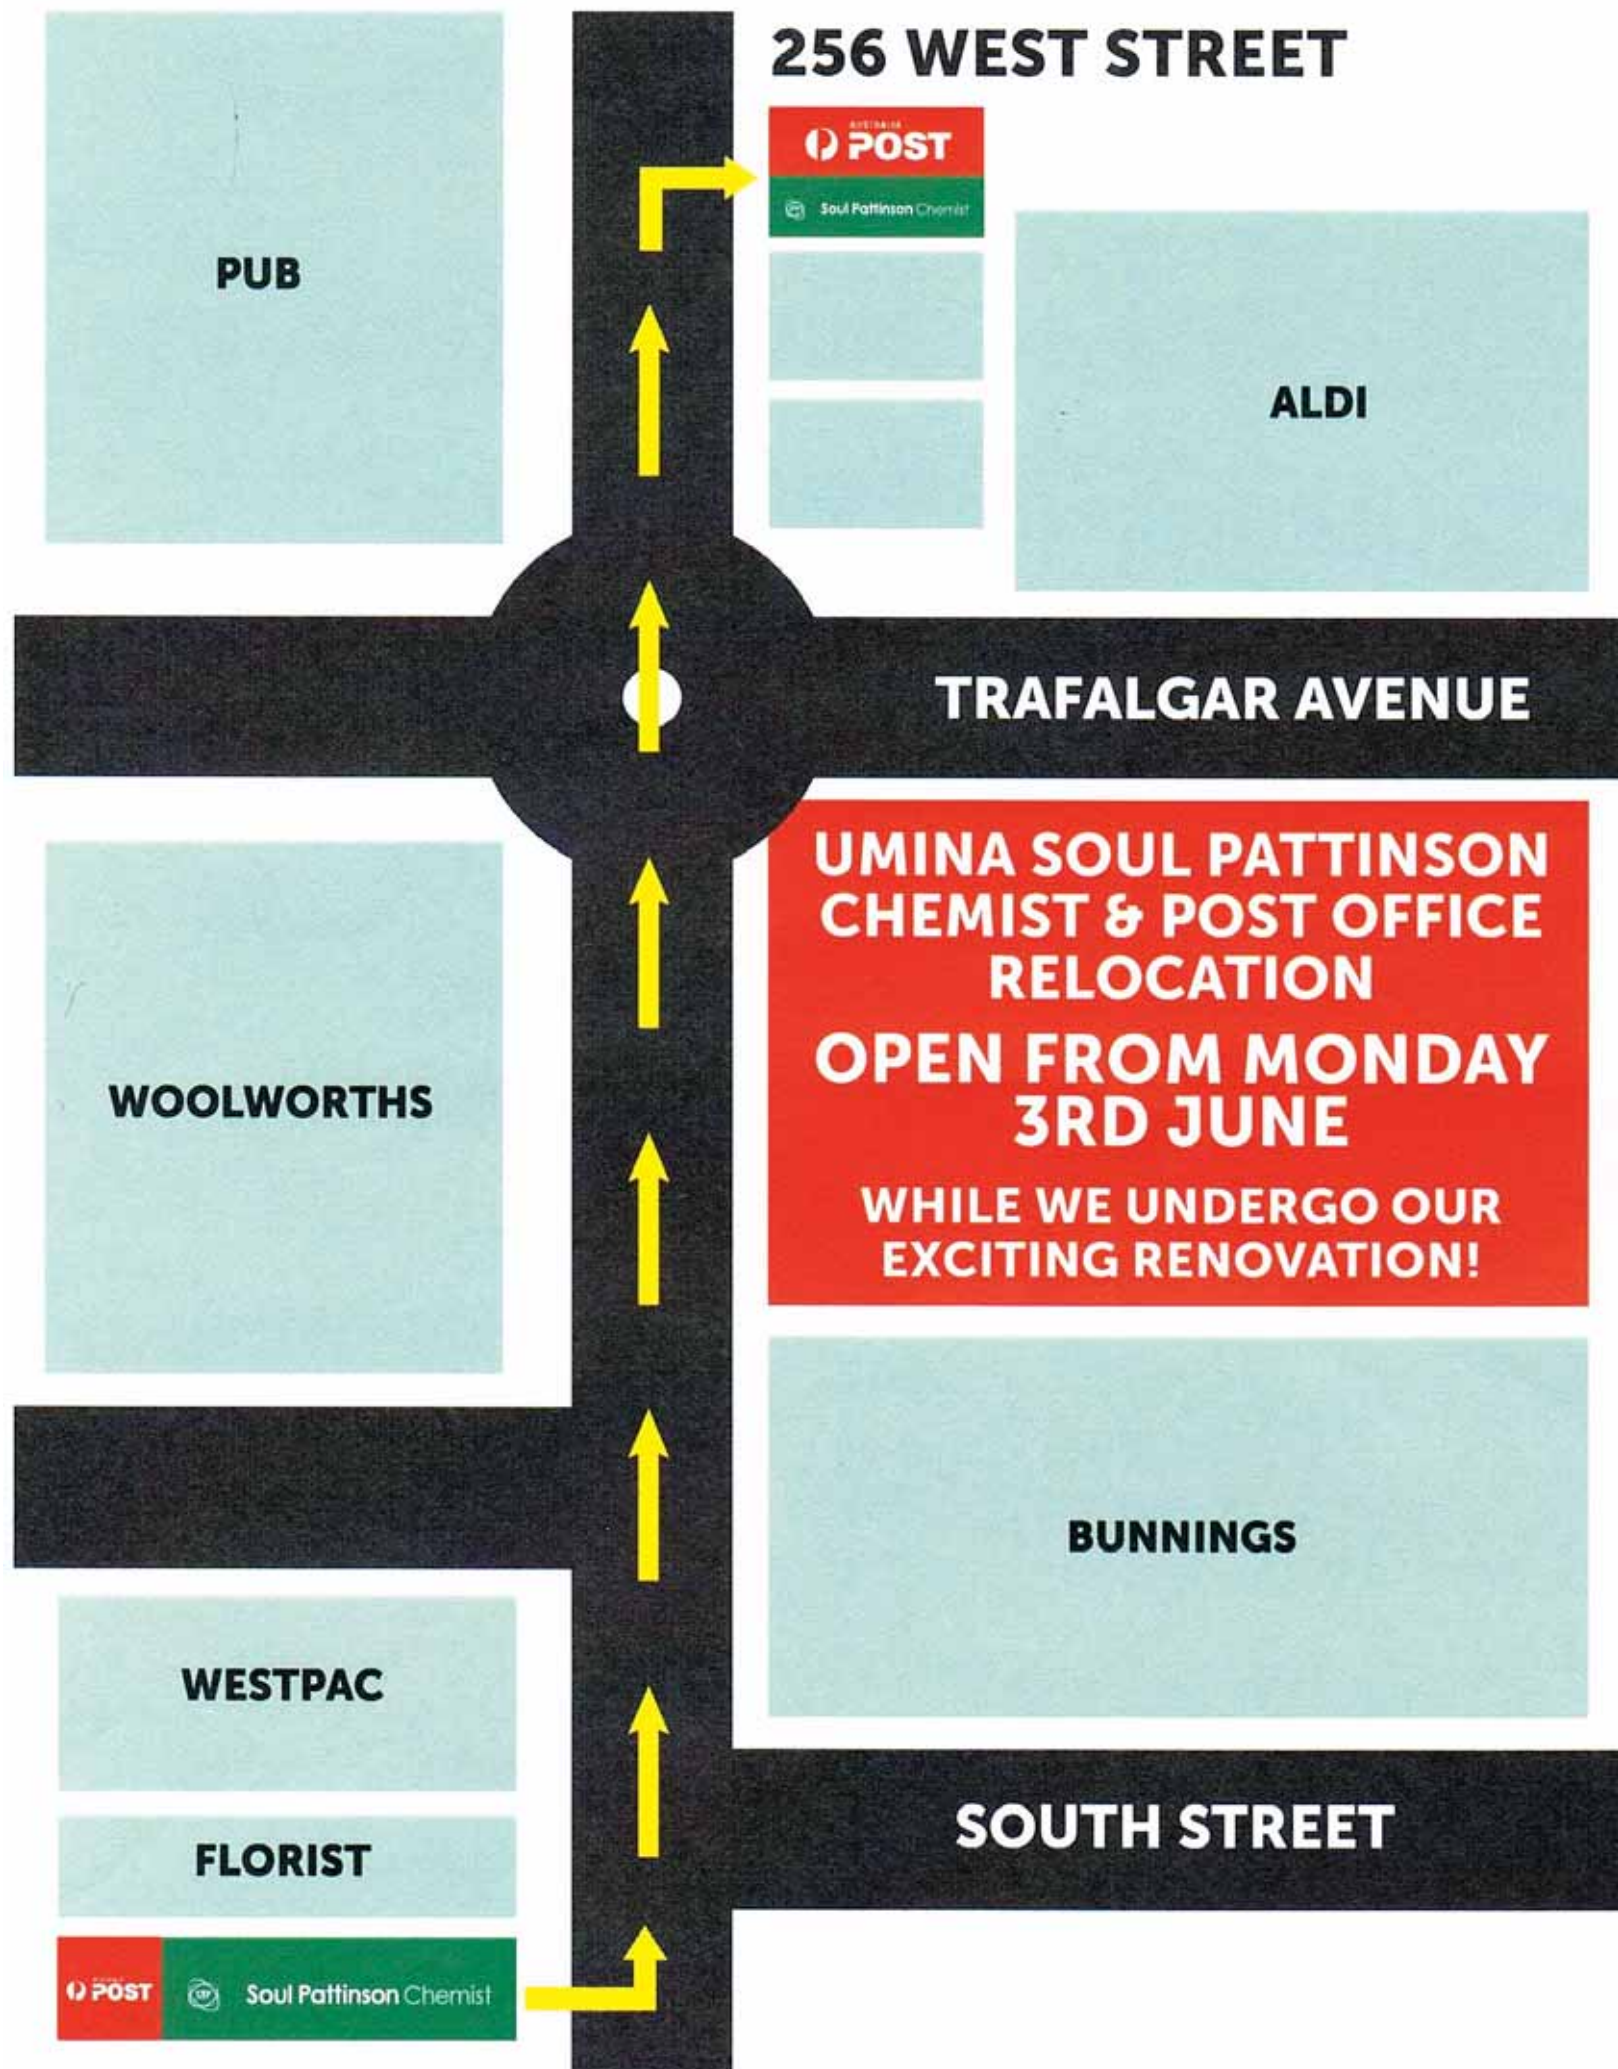 256 WEST STREET
AUSTRALIA
POST
Soul Pattinson Chemist
PUB
ALDI
TRAFALGAR AVENUE
UMINA SOUL PATTINSON
CHEMIST & POST OFFICE
RELOCATION
OPEN FROM MONDAY
3RD JUNE
WHILE WE UNDERGO OUR
EXCITING RENOVATION!
WOOLWORTHS
BUNNINGS
WESTPAC
SOUTH STREET
FLORIST
POST
Soul Pattinson Chemist